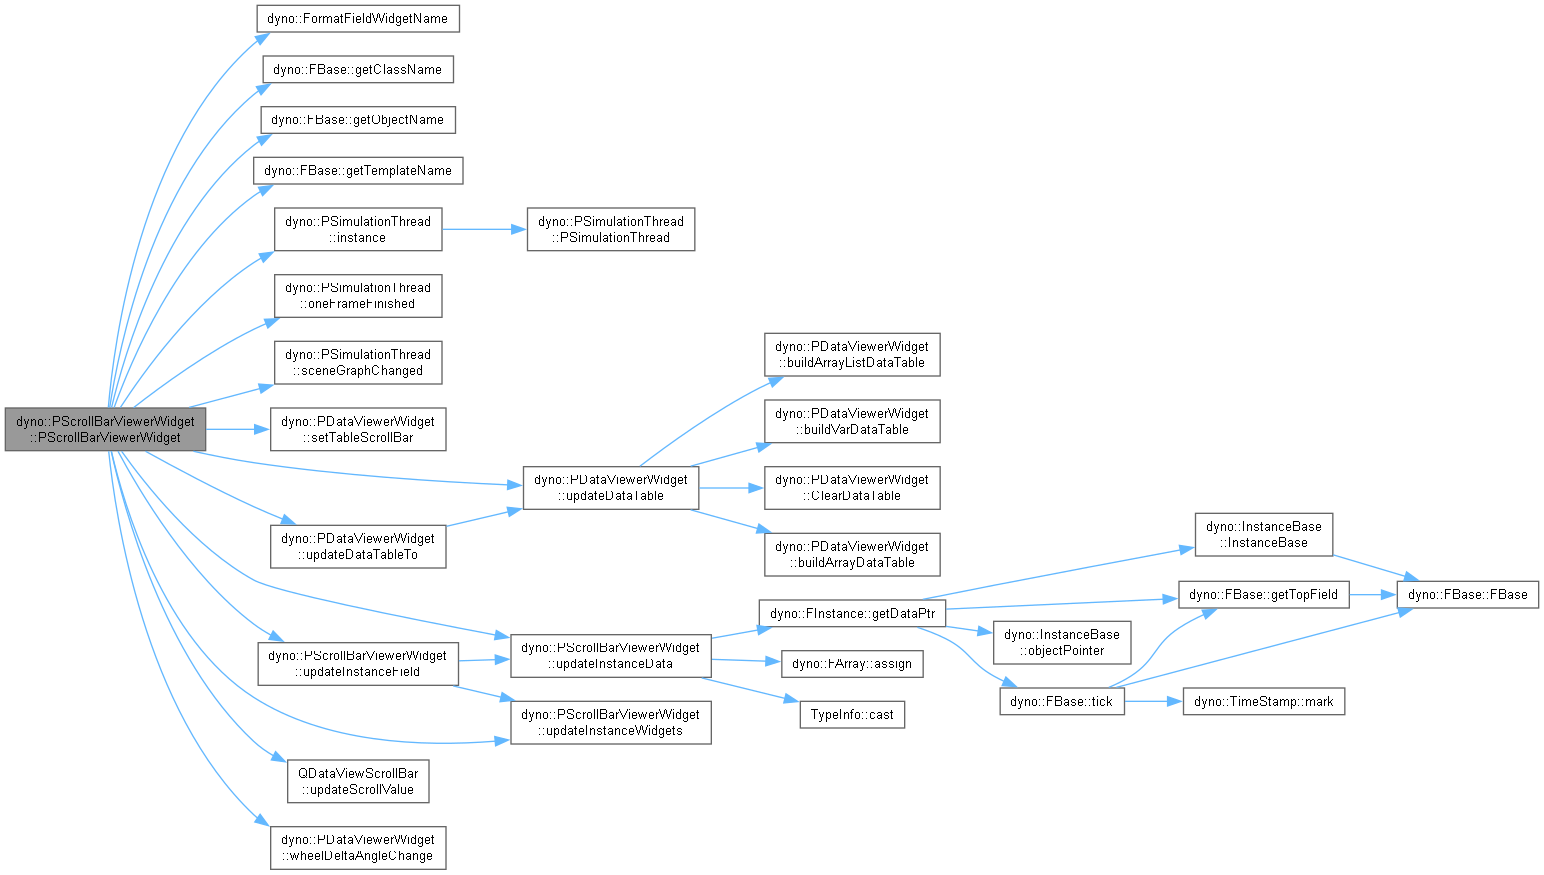 dyno::FormatFieldWidgetName
dyno::FBase::getClassName
dyno::FBase::getObjectName
dyno::FBase::getTemplateName
dyno::PSimulationThread
::instance
dyno::PSimulationThread
::PSimulationThread
dyno::PSimulationThread
::oneFrameFinished
dyno::PSimulationThread
::sceneGraphChanged
dyno::PScrollBarViewerWidget
::PScrollBarViewerWidget
dyno::PDataViewerWidget
::setTableScrollBar
dyno::PDataViewerWidget
::updateDataTable
dyno::PDataViewerWidget
::buildArrayListDataTable
dyno::PDataViewerWidget
::buildVarDataTable
dyno::PDataViewerWidget
::ClearDataTable
dyno::PDataViewerWidget
::buildArrayDataTable
dyno::PDataViewerWidget
::updateDataTableTo
dyno::PScrollBarViewerWidget
::updateInstanceField
dyno::PScrollBarViewerWidget
::updateInstanceData
dyno::PScrollBarViewerWidget
::updateInstanceWidgets
dyno::FInstance::getDataPtr
dyno::FArray::assign
TypeInfo::cast
dyno::InstanceBase
::InstanceBase
dyno::FBase::getTopField
dyno::FBase::FBase
dyno::InstanceBase
::objectPointer
dyno::FBase::tick
dyno::TimeStamp::mark
QDataViewScrollBar
::updateScrollValue
dyno::PDataViewerWidget
::wheelDeltaAngleChange